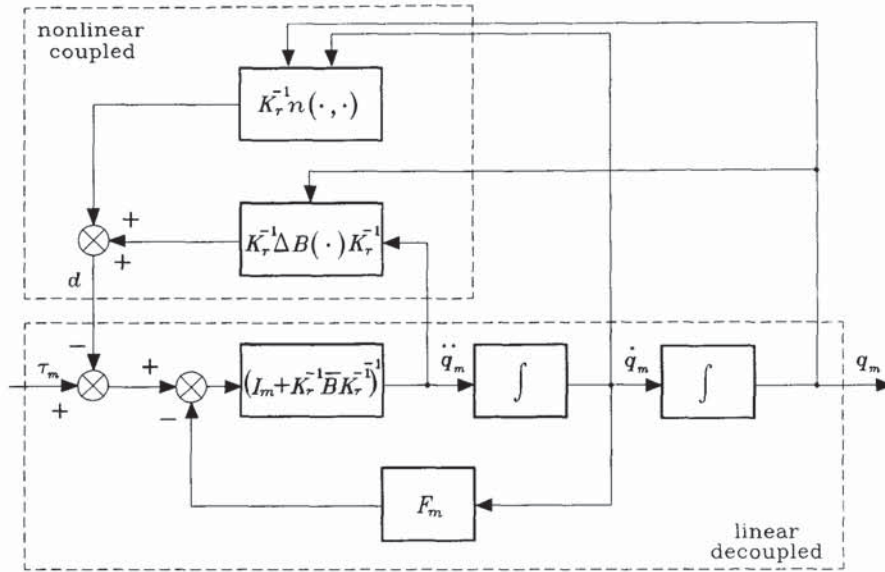 nonlinear
coupled
K_r^{-1} n(·,·)
+
K_r^{-1} ΔB(·) K_r^{-1}
+
d
−
τ_m
+
+
−
(I_m + K_r^{-1} B̄ K_r^{-1})^{-1}
q̈_m
∫
q̇_m
∫
q_m
F_m
linear
decoupled